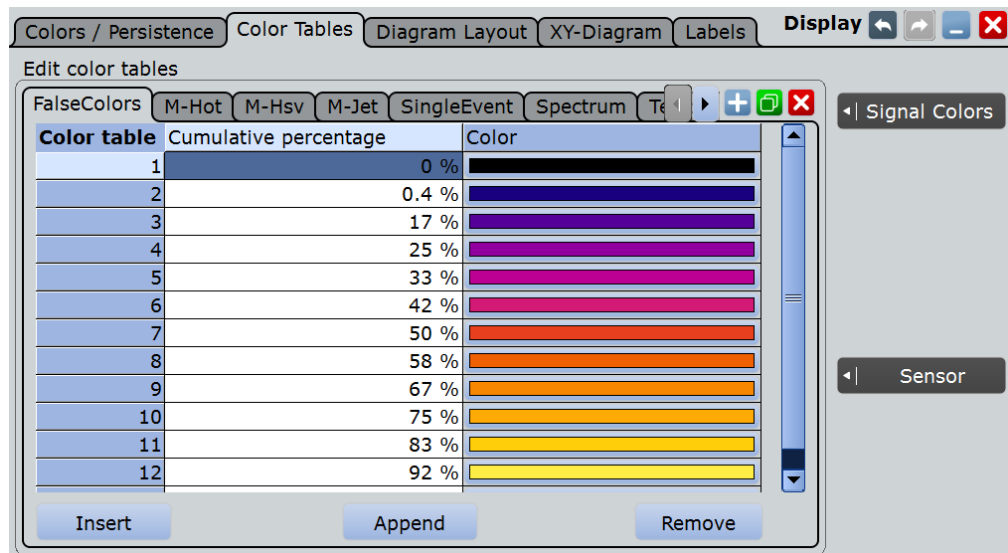 Colors / Persistence Color Tables Diagram Layout XY-Diagram Labels Display
Edit color tables
FalseColors M-Hot M-Hsv M-Jet SingleEvent Spectrum Te
Signal Colors
Color table Cumulative percentage Color
1 0 %
2 0.4 %
3 17 %
4 25 %
5 33 %
6 42 %
7 50 %
8 58 %
9 67 %
Sensor
10 75 %
11 83 %
12 92 %
Insert Append Remove